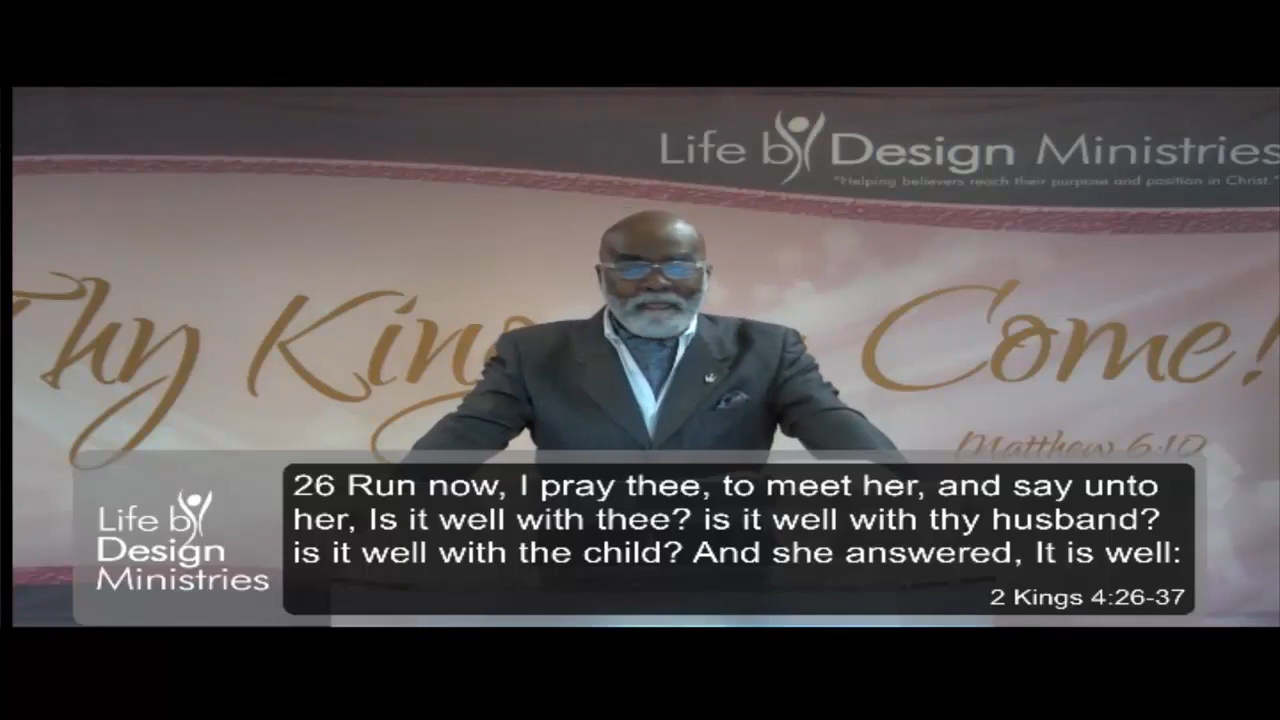 Life by Design Ministries
"Helping believers reach their purpose and position in Christ."
Thy King Come!
Matthew 6:10
Life by
Design
Ministries
26 Run now, I pray thee, to meet her, and say unto
her, Is it well with thee? is it well with thy husband?
is it well with the child? And she answered, It is well:
2 Kings 4:26-37